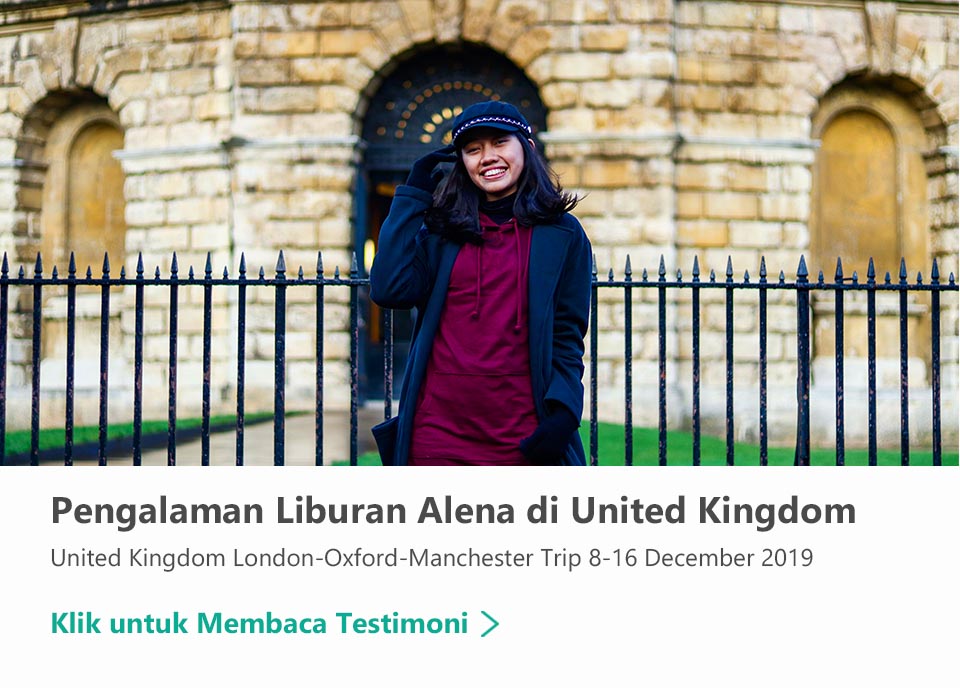 Pengalaman Liburan Alena di United Kingdom
United Kingdom London-Oxford-Manchester Trip 8-16 December 2019
Klik untuk Membaca Testimoni